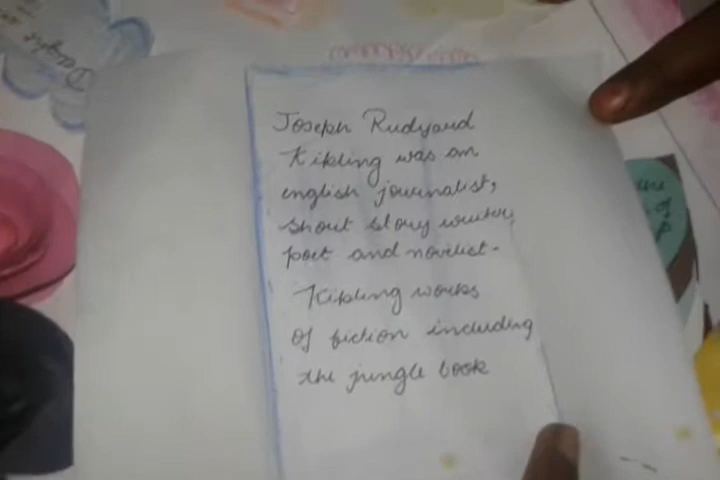 Joseph Rudyard
Kipling was an
english journalist,
short story writer,
poet and novelist.
Kipling works
of fiction including
the jungle book